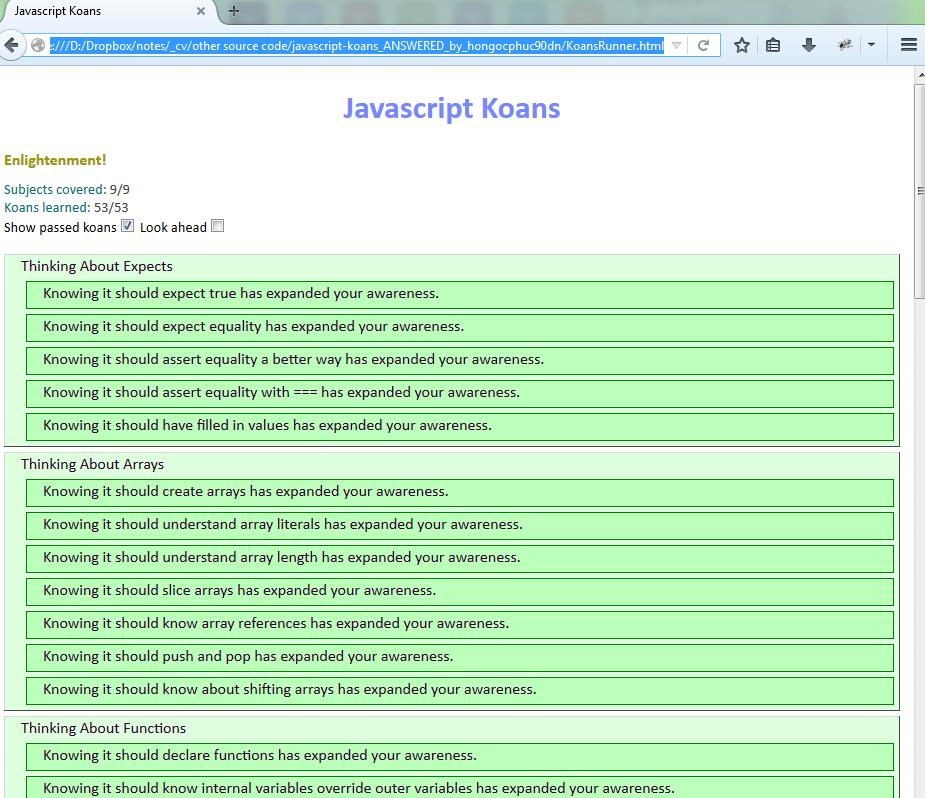 Javascript Koans
e:///D:/Dropbox/notes/_cv/other source code/javascript-koans_ANSWERED_by_hongocphuc90dn/KoansRunner.html
Javascript Koans
Enlightenment!
Subjects covered: 9/9
Koans learned: 53/53
Show passed koans Look ahead
Thinking About Expects
Knowing it should expect true has expanded your awareness.
Knowing it should expect equality has expanded your awareness.
Knowing it should assert equality a better way has expanded your awareness.
Knowing it should assert equality with === has expanded your awareness.
Knowing it should have filled in values has expanded your awareness.
Thinking About Arrays
Knowing it should create arrays has expanded your awareness.
Knowing it should understand array literals has expanded your awareness.
Knowing it should understand array length has expanded your awareness.
Knowing it should slice arrays has expanded your awareness.
Knowing it should know array references has expanded your awareness.
Knowing it should push and pop has expanded your awareness.
Knowing it should know about shifting arrays has expanded your awareness.
Thinking About Functions
Knowing it should declare functions has expanded your awareness.
Knowing it should know internal variables override outer variables has expanded your awareness.